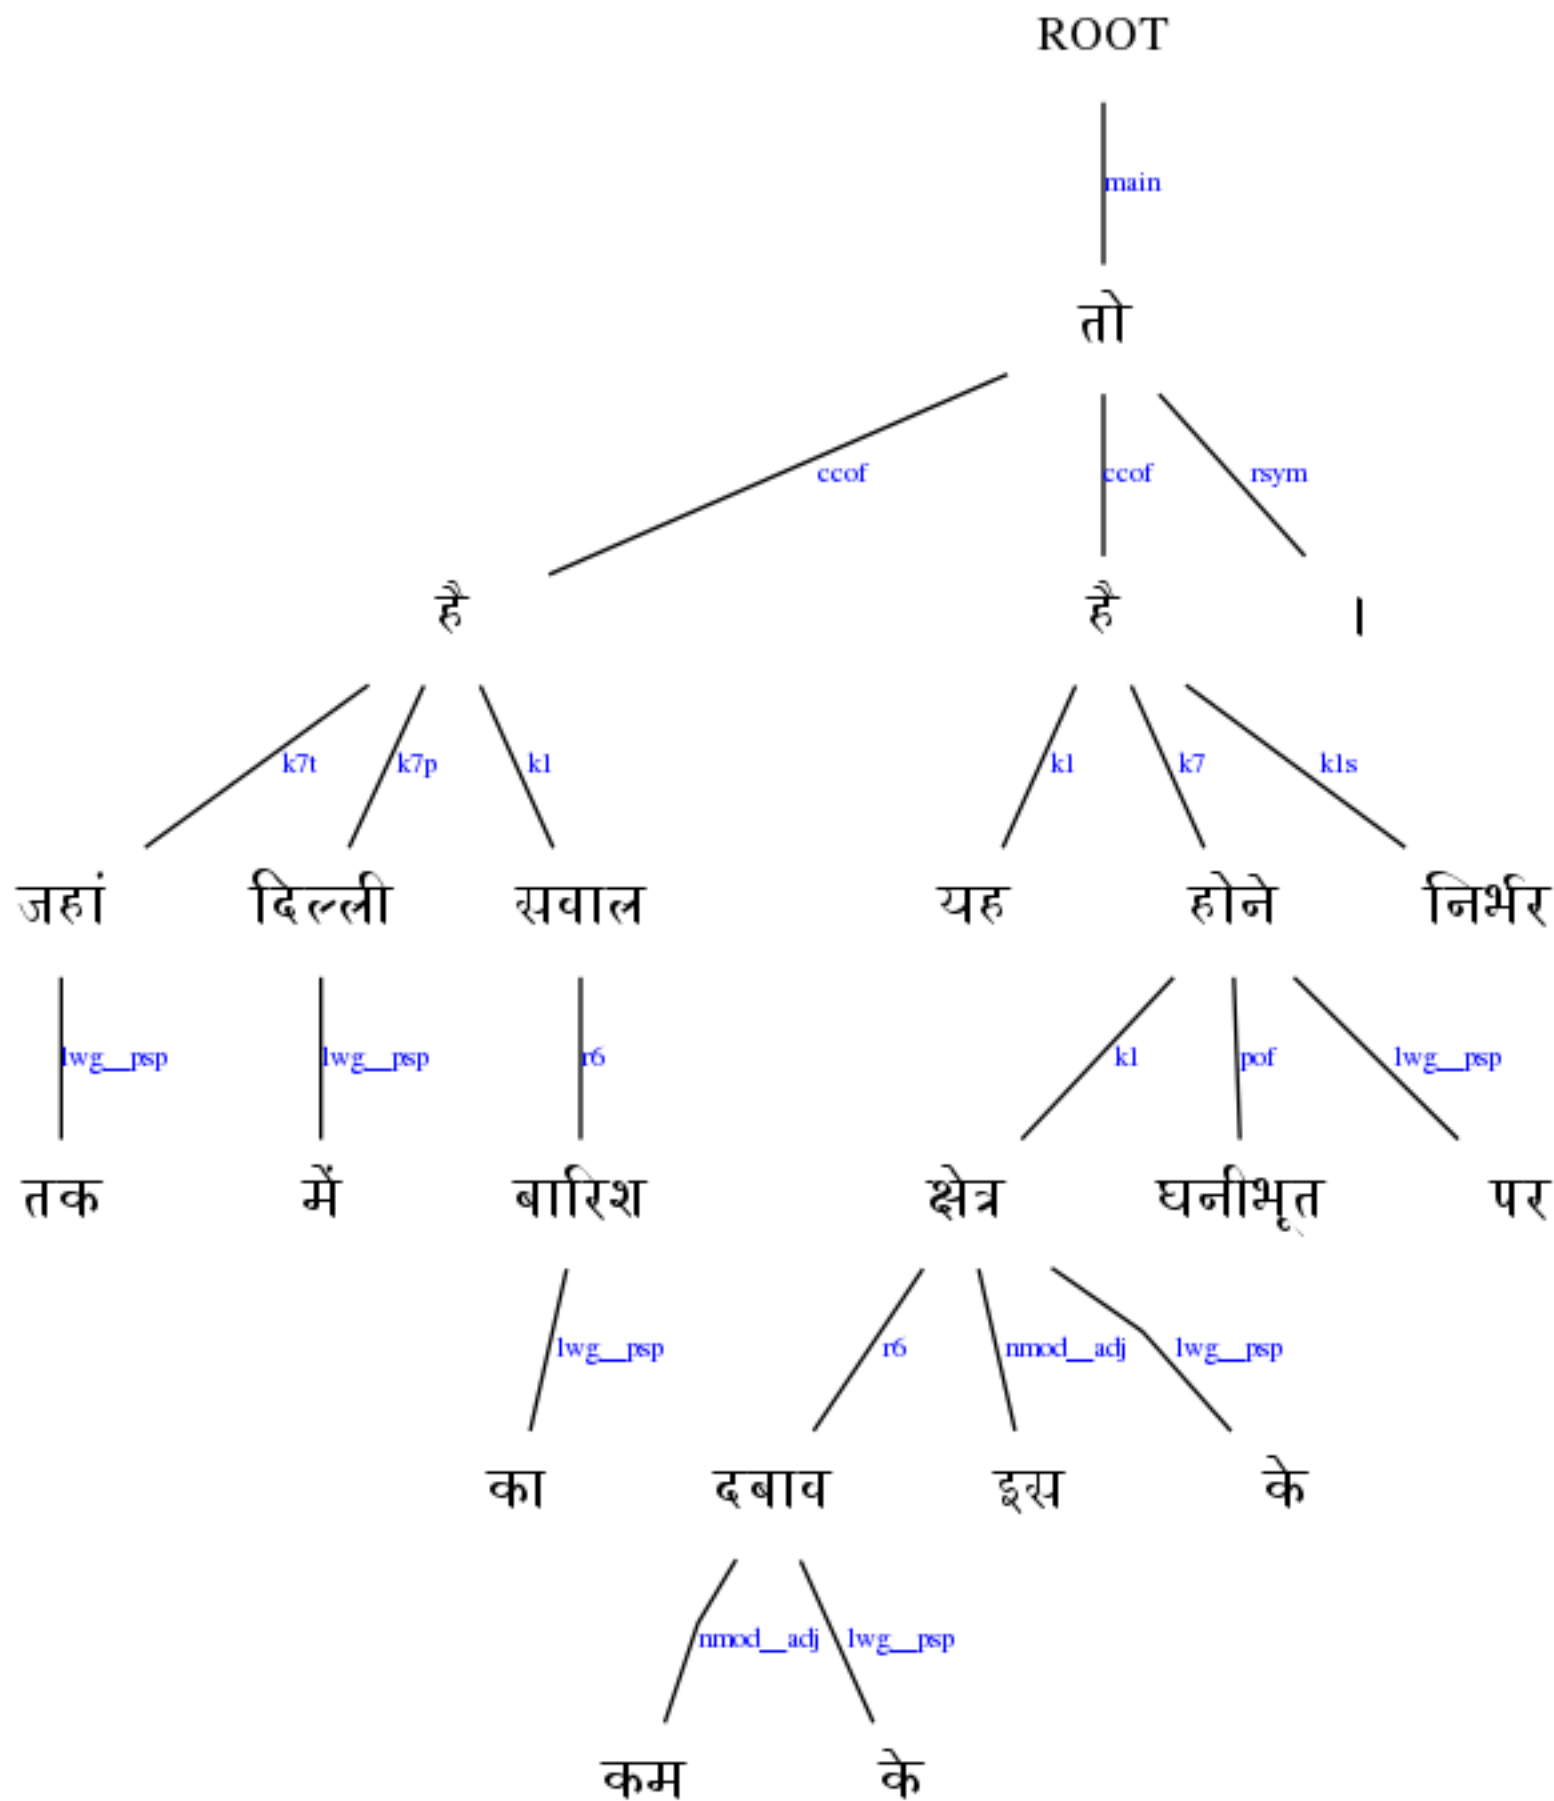 ROOT
main
तो
ccof ccof rsym
है है ।
k7t k7p k1 k1 k7 k1s
जहां दिल्ली सवाल यह होने निर्भर
lwg__psp lwg__psp r6 k1 pof lwg__psp
तक में बारिश क्षेत्र घनीभूत पर
lwg__psp r6 nmod__adj lwg__psp
का दबाव इस के
nmod__adj lwg__psp
कम के